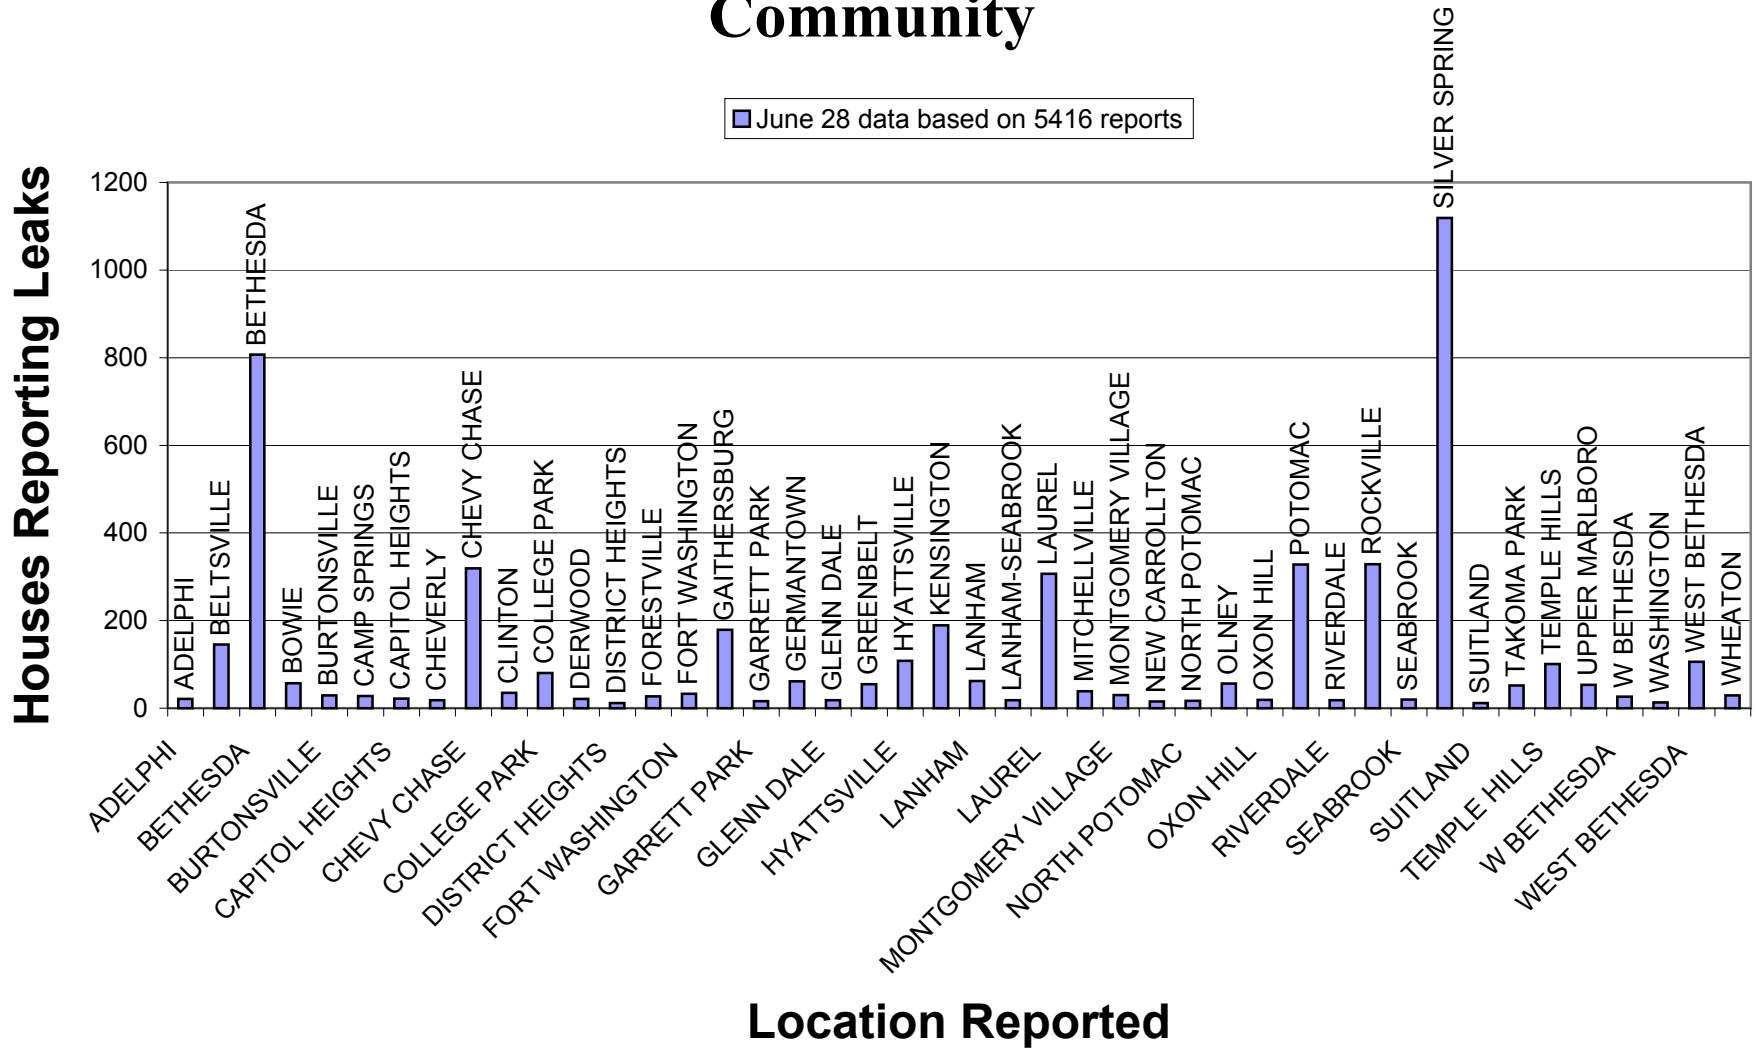 Community
June 28 data based on 5416 reports
Houses Reporting Leaks
1200
1000
800
600
400
200
0
ADELPHI
BELTSVILLE
BETHESDA
BOWIE
BURTONSVILLE
CAMP SPRINGS
CAPITOL HEIGHTS
CHEVERLY
CHEVY CHASE
CLINTON
COLLEGE PARK
DERWOOD
DISTRICT HEIGHTS
FORESTVILLE
FORT WASHINGTON
GAITHERSBURG
GARRETT PARK
GERMANTOWN
GLENN DALE
GREENBELT
HYATTSVILLE
KENSINGTON
LANHAM
LANHAM-SEABROOK
LAUREL
MITCHELLVILLE
MONTGOMERY VILLAGE
NEW CARROLLTON
NORTH POTOMAC
OLNEY
OXON HILL
POTOMAC
RIVERDALE
ROCKVILLE
SEABROOK
SILVER SPRING
SUITLAND
TAKOMA PARK
TEMPLE HILLS
UPPER MARLBORO
W BETHESDA
WASHINGTON
WEST BETHESDA
WHEATON
ADELPHI
BETHESDA
BURTONSVILLE
CAPITOL HEIGHTS
CHEVY CHASE
COLLEGE PARK
DISTRICT HEIGHTS
FORT WASHINGTON
GARRETT PARK
GLENN DALE
HYATTSVILLE
LANHAM
LAUREL
MONTGOMERY VILLAGE
NORTH POTOMAC
OXON HILL
RIVERDALE
SEABROOK
SUITLAND
TEMPLE HILLS
W BETHESDA
WEST BETHESDA
Location Reported